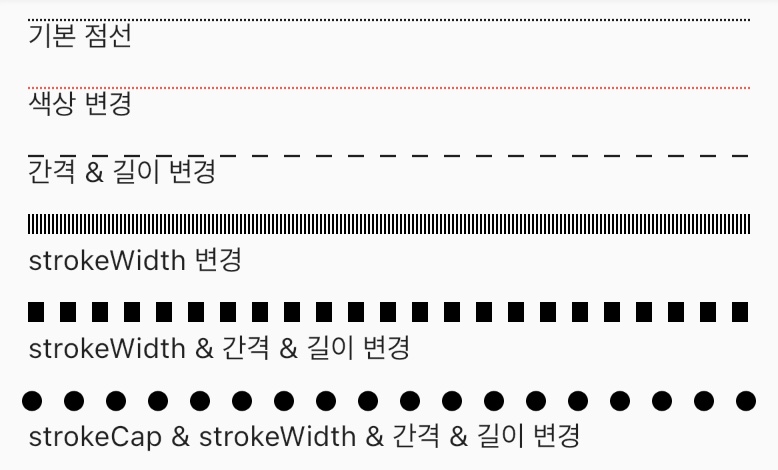 기본 점선
색상 변경
간격 & 길이 변경
strokeWidth 변경
strokeWidth & 간격 & 길이 변경
strokeCap & strokeWidth & 간격 & 길이 변경